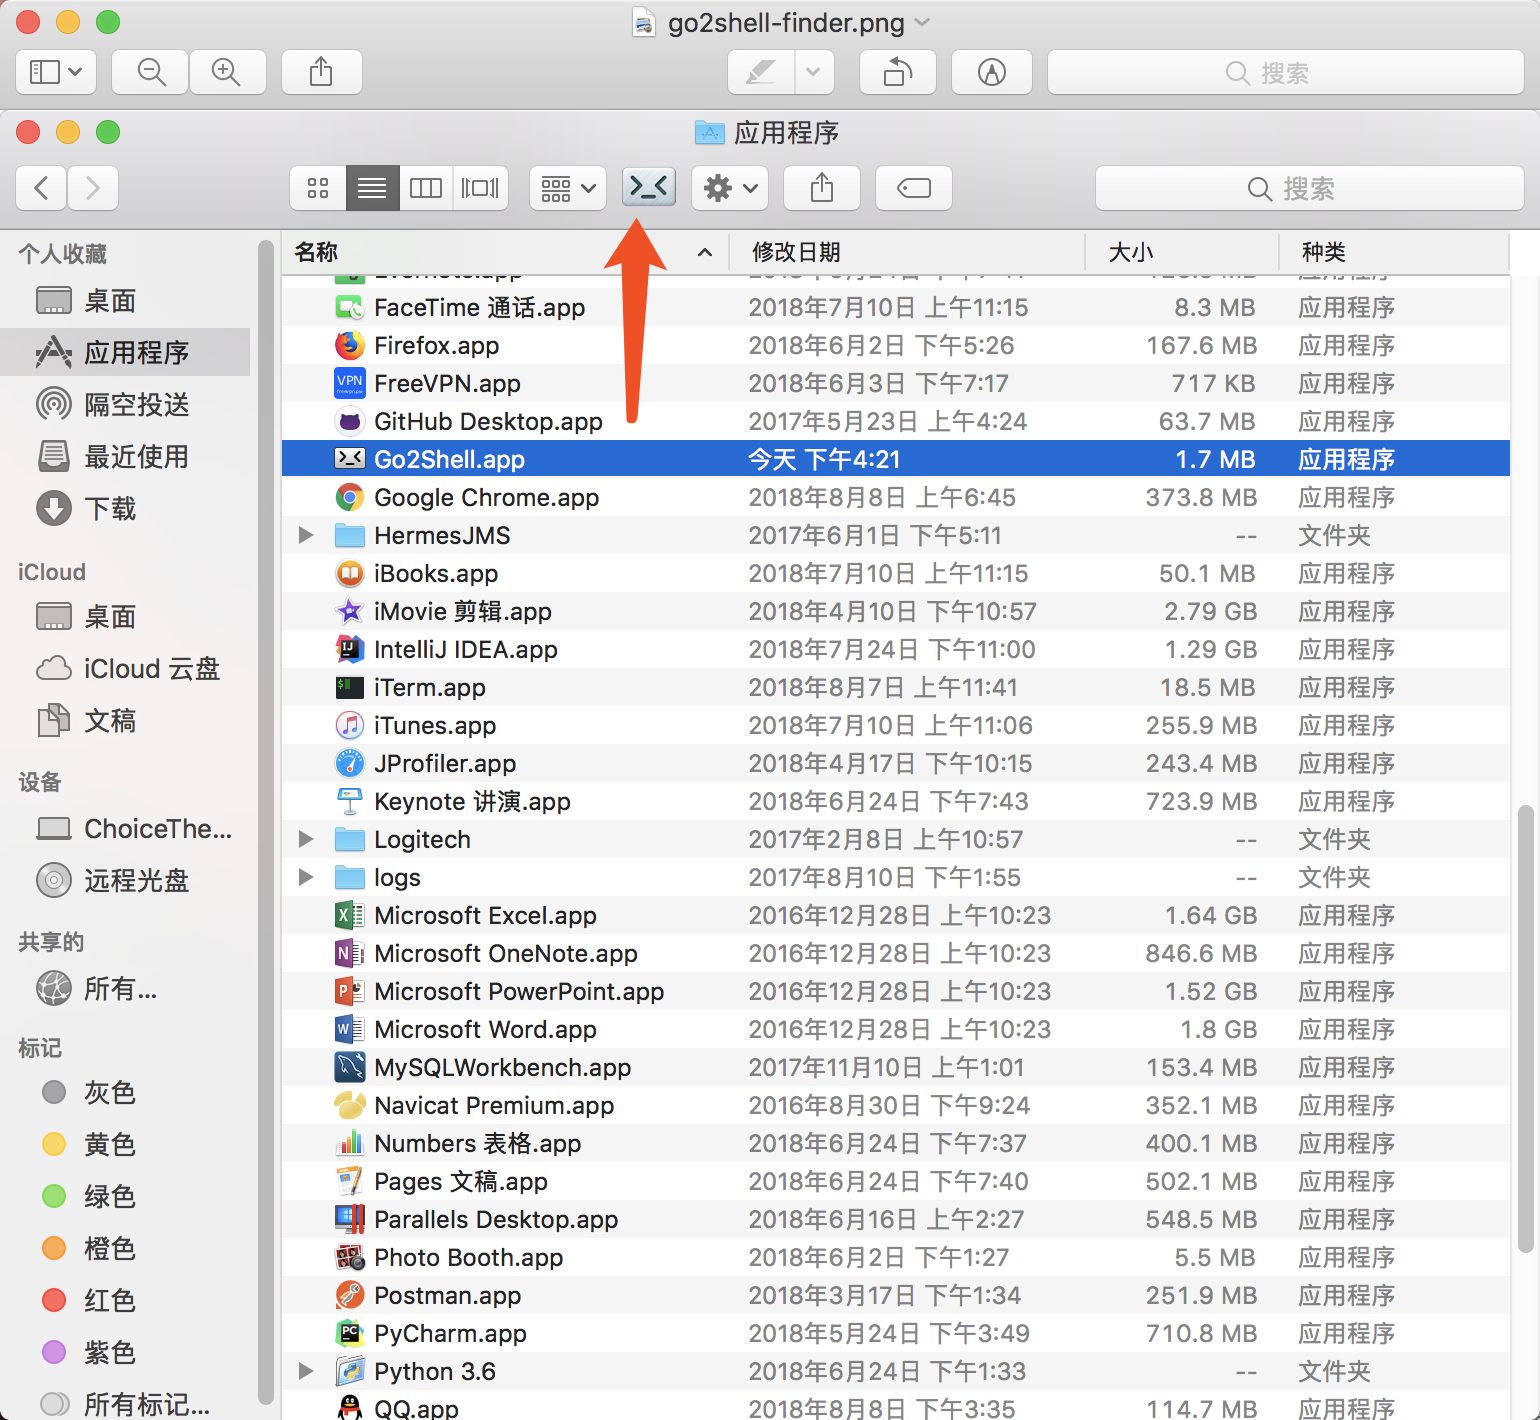 go2shell-finder.png
搜索
应用程序
搜索
个人收藏
桌面
应用程序
隔空投送
最近使用
下载
iCloud
桌面
iCloud 云盘
文稿
设备
ChoiceThe...
远程光盘
共享的
所有...
标记
灰色
黄色
绿色
橙色
红色
紫色
所有标记...
名称 修改日期 大小 种类
FaceTime 通话.app 2018年7月10日 上午11:15 8.3 MB 应用程序
Firefox.app 2018年6月2日 下午5:26 167.6 MB 应用程序
FreeVPN.app 2018年6月3日 下午7:17 717 KB 应用程序
GitHub Desktop.app 2017年5月23日 上午4:24 63.7 MB 应用程序
Go2Shell.app 今天 下午4:21 1.7 MB 应用程序
Google Chrome.app 2018年8月8日 上午6:45 373.8 MB 应用程序
HermesJMS 2017年6月1日 下午5:11 -- 文件夹
iBooks.app 2018年7月10日 上午11:15 50.1 MB 应用程序
iMovie 剪辑.app 2018年4月10日 下午10:57 2.79 GB 应用程序
IntelliJ IDEA.app 2018年7月24日 下午11:00 1.29 GB 应用程序
iTerm.app 2018年8月7日 上午11:41 18.5 MB 应用程序
iTunes.app 2018年7月10日 上午11:06 255.9 MB 应用程序
JProfiler.app 2018年4月17日 下午10:15 243.4 MB 应用程序
Keynote 讲演.app 2018年6月24日 下午7:43 723.9 MB 应用程序
Logitech 2017年2月8日 上午10:57 -- 文件夹
logs 2017年8月10日 下午1:55 -- 文件夹
Microsoft Excel.app 2016年12月28日 上午10:23 1.64 GB 应用程序
Microsoft OneNote.app 2016年12月28日 上午10:23 846.6 MB 应用程序
Microsoft PowerPoint.app 2016年12月28日 上午10:23 1.52 GB 应用程序
Microsoft Word.app 2016年12月28日 上午10:23 1.8 GB 应用程序
MySQLWorkbench.app 2017年11月10日 上午1:01 153.4 MB 应用程序
Navicat Premium.app 2016年8月30日 下午9:24 352.1 MB 应用程序
Numbers 表格.app 2018年6月24日 下午7:37 400.1 MB 应用程序
Pages 文稿.app 2018年6月24日 下午7:40 502.1 MB 应用程序
Parallels Desktop.app 2018年6月16日 上午2:27 548.5 MB 应用程序
Photo Booth.app 2018年6月2日 下午1:27 5.5 MB 应用程序
Postman.app 2018年3月17日 下午1:34 251.9 MB 应用程序
PyCharm.app 2018年5月24日 下午3:49 710.8 MB 应用程序
Python 3.6 2018年6月24日 下午1:33 -- 文件夹
QQ.app 2018年8月8日 下午3:35 114.7 MB 应用程序